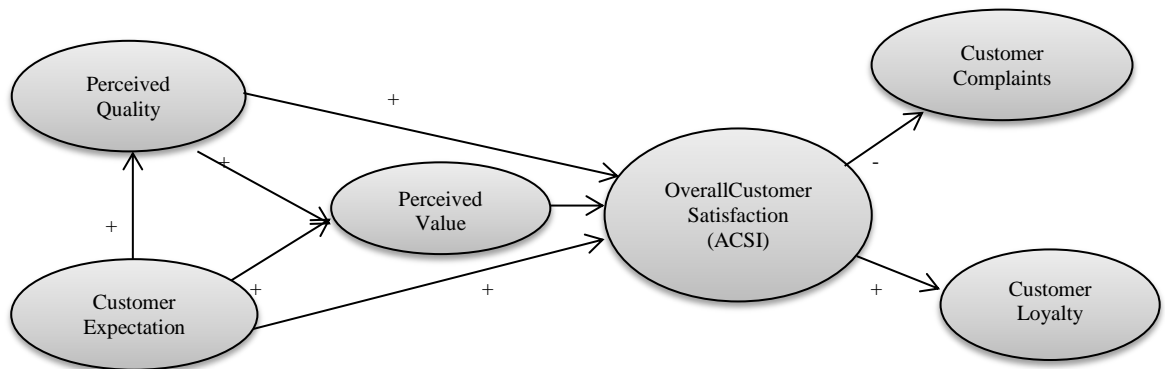 Perceived
Quality
Customer
Complaints
+
+
Perceived
Value
OverallCustomer
Satisfaction
(ACSI)
-
+
Customer
Expectation
+
+
+
Customer
Loyalty